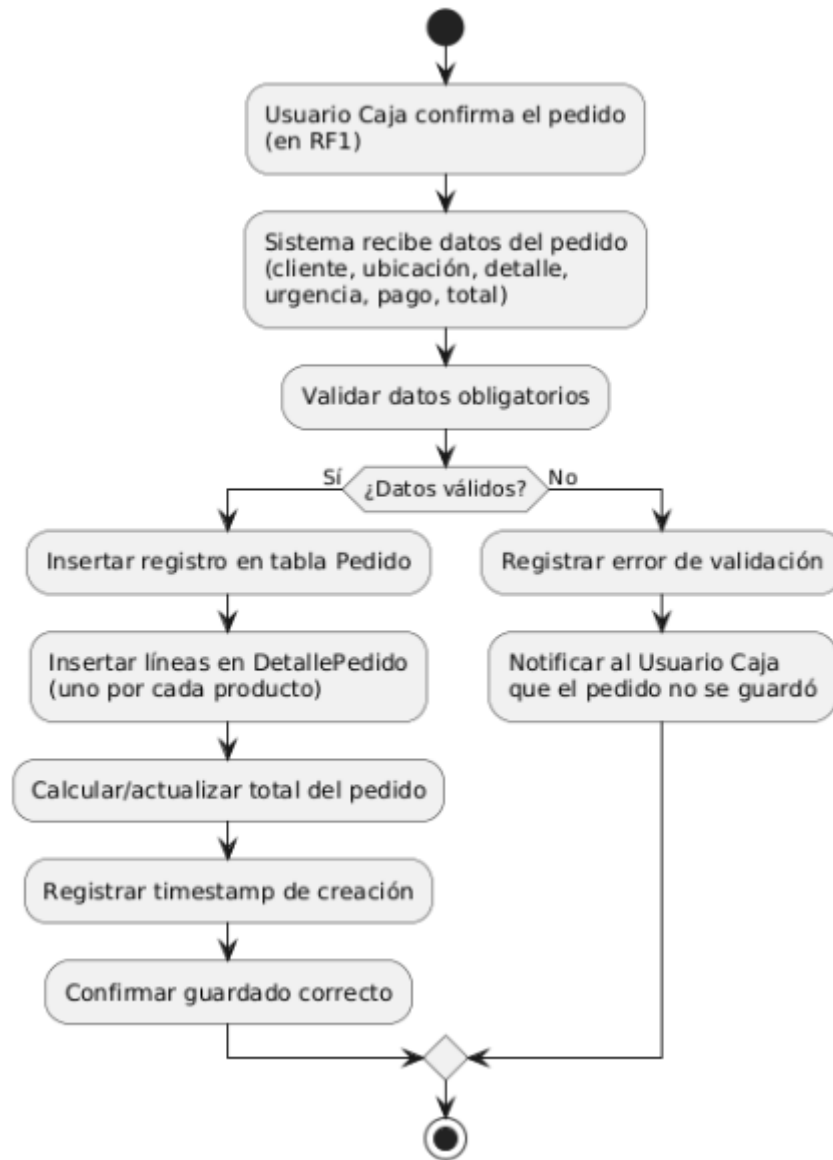 Usuario Caja confirma el pedido
(en RF1)
Sistema recibe datos del pedido
(cliente, ubicación, detalle,
urgencia, pago, total)
Validar datos obligatorios
Sí
¿Datos válidos?
No
Insertar registro en tabla Pedido
Insertar líneas en DetallePedido
(uno por cada producto)
Calcular/actualizar total del pedido
Registrar timestamp de creación
Confirmar guardado correcto
Registrar error de validación
Notificar al Usuario Caja
que el pedido no se guardó